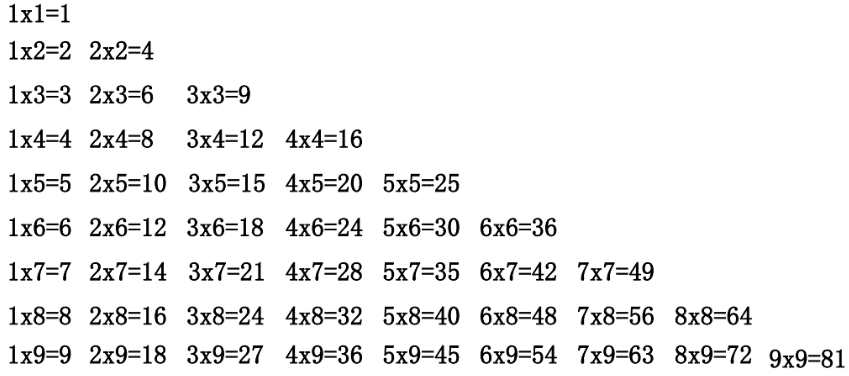 1x1=1
1x2=2 2x2=4
1x3=3 2x3=6 3x3=9
1x4=4 2x4=8 3x4=12 4x4=16
1x5=5 2x5=10 3x5=15 4x5=20 5x5=25
1x6=6 2x6=12 3x6=18 4x6=24 5x6=30 6x6=36
1x7=7 2x7=14 3x7=21 4x7=28 5x7=35 6x7=42 7x7=49
1x8=8 2x8=16 3x8=24 4x8=32 5x8=40 6x8=48 7x8=56 8x8=64
1x9=9 2x9=18 3x9=27 4x9=36 5x9=45 6x9=54 7x9=63 8x9=72 9x9=81